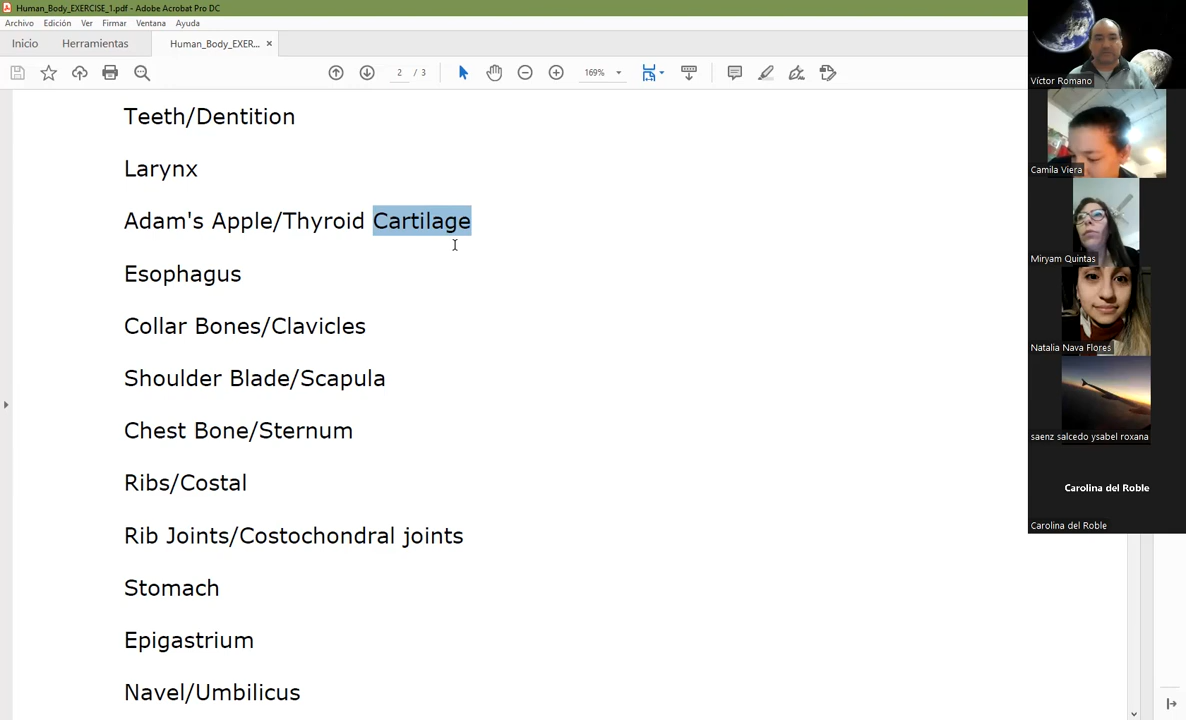 Human_Body_EXERCISE_1.pdf - Adobe Acrobat Pro DC
Archivo Edición Ver Firmar Ventana Ayuda
Inicio Herramientas Human_Body_EXER... ×
2 / 3 169%
Teeth/Dentition
Larynx
Adam's Apple/Thyroid Cartilage
Esophagus
Collar Bones/Clavicles
Shoulder Blade/Scapula
Chest Bone/Sternum
Ribs/Costal
Rib Joints/Costochondral joints
Stomach
Epigastrium
Navel/Umbilicus
Víctor Romano
Camila Viera
Miryam Quintas
Natalia Nava Flores
saenz salcedo ysabel roxana
Carolina del Roble
Carolina del Roble